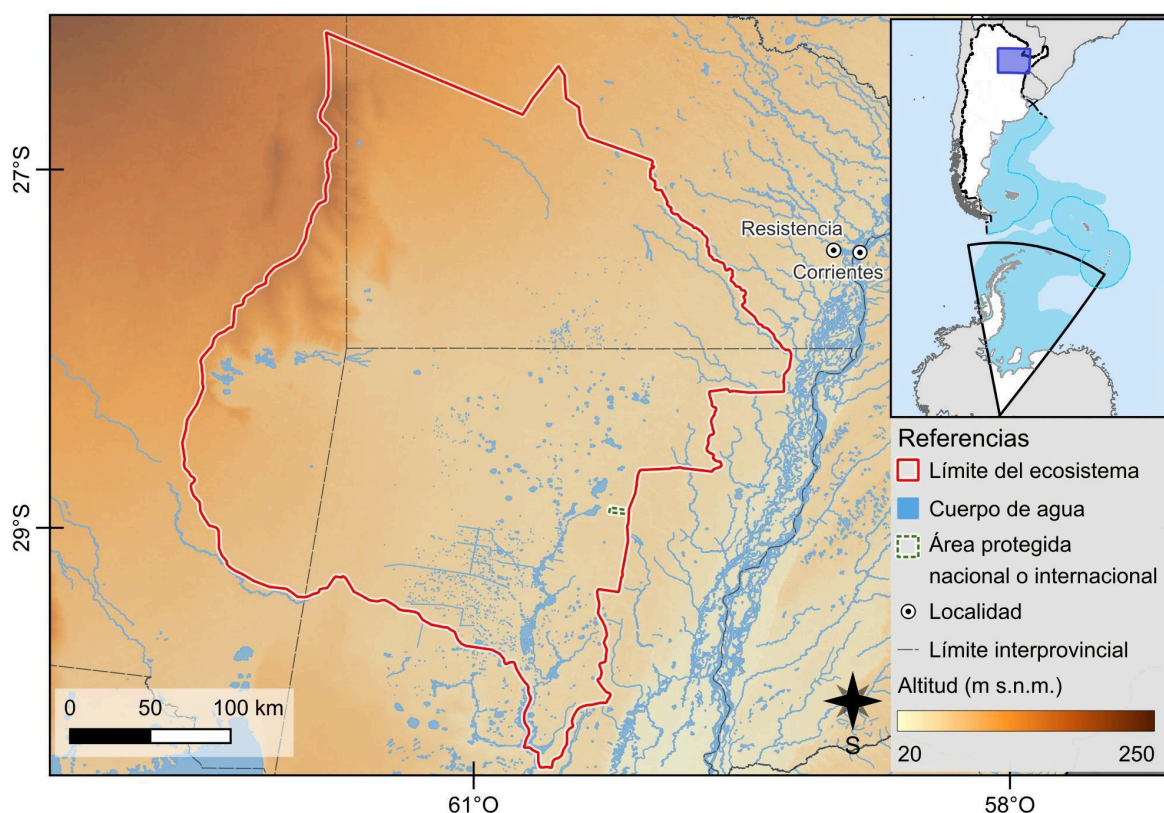 27°S
29°S
Resistencia
Corrientes
0 50 100 km
S
61°O
58°O
Referencias
Límite del ecosistema
Cuerpo de agua
Área protegida
nacional o internacional
Localidad
Límite interprovincial
Altitud (m s.n.m.)
20 250